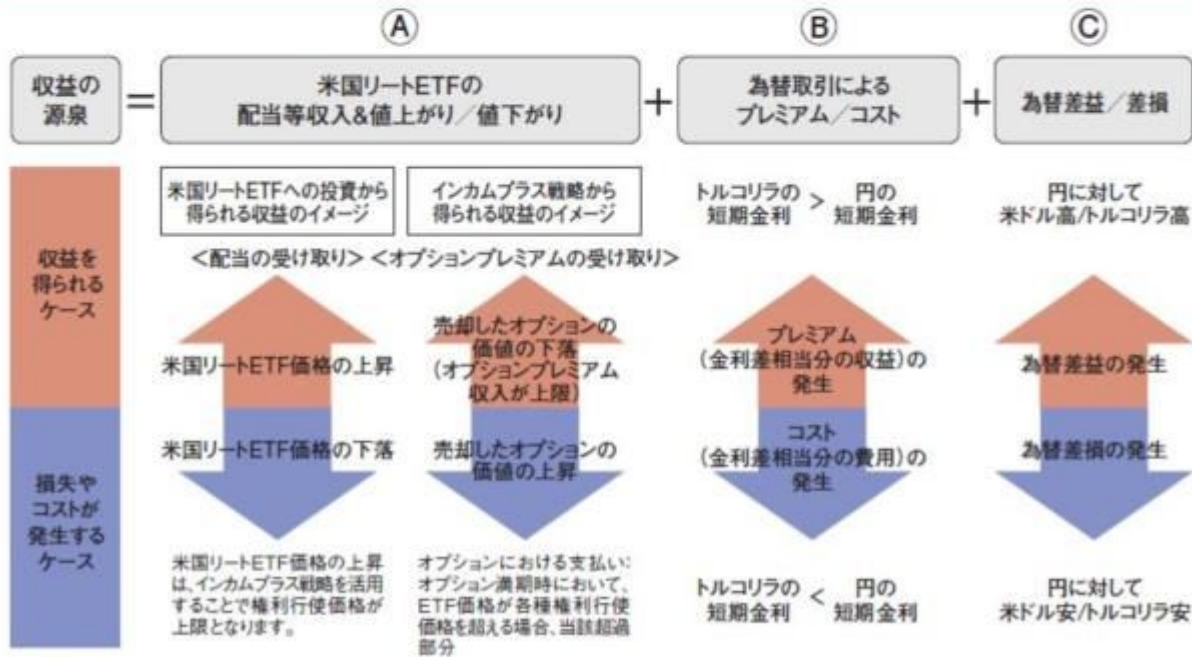 Ⓐ
Ⓑ
Ⓒ
収益の
源泉
=
米国リートETFの
配当等収入&値上がり/値下がり
+
為替取引による
プレミアム/コスト
+
為替差益/差損
収益を
得られる
ケース
米国リートETFへの投資から
得られる収益のイメージ
インカムプラス戦略から
得られる収益のイメージ
<配当の受け取り>
<オプションプレミアムの受け取り>
米国リートETF価格の上昇
売却したオプションの
価値の下落
(オプションプレミアム
収入が上限)
トルコリラの
短期金利
>
円の
短期金利
プレミアム
(金利差相当分の収益)の
発生
円に対して
米ドル高/トルコリラ高
為替差益の発生
損失や
コストが
発生する
ケース
米国リートETF価格の下落
売却したオプションの
価値の上昇
米国リートETF価格の上昇
は、インカムプラス戦略を活用
することで権利行使価格が
上限となります。
オプションにおける支払い:
オプション満期時において、
ETF価格が各種権利行使
価格を超える場合、当該超過
部分
コスト
(金利差相当分の費用)の
発生
トルコリラの
短期金利
<
円の
短期金利
為替差損の発生
円に対して
米ドル安/トルコリラ安